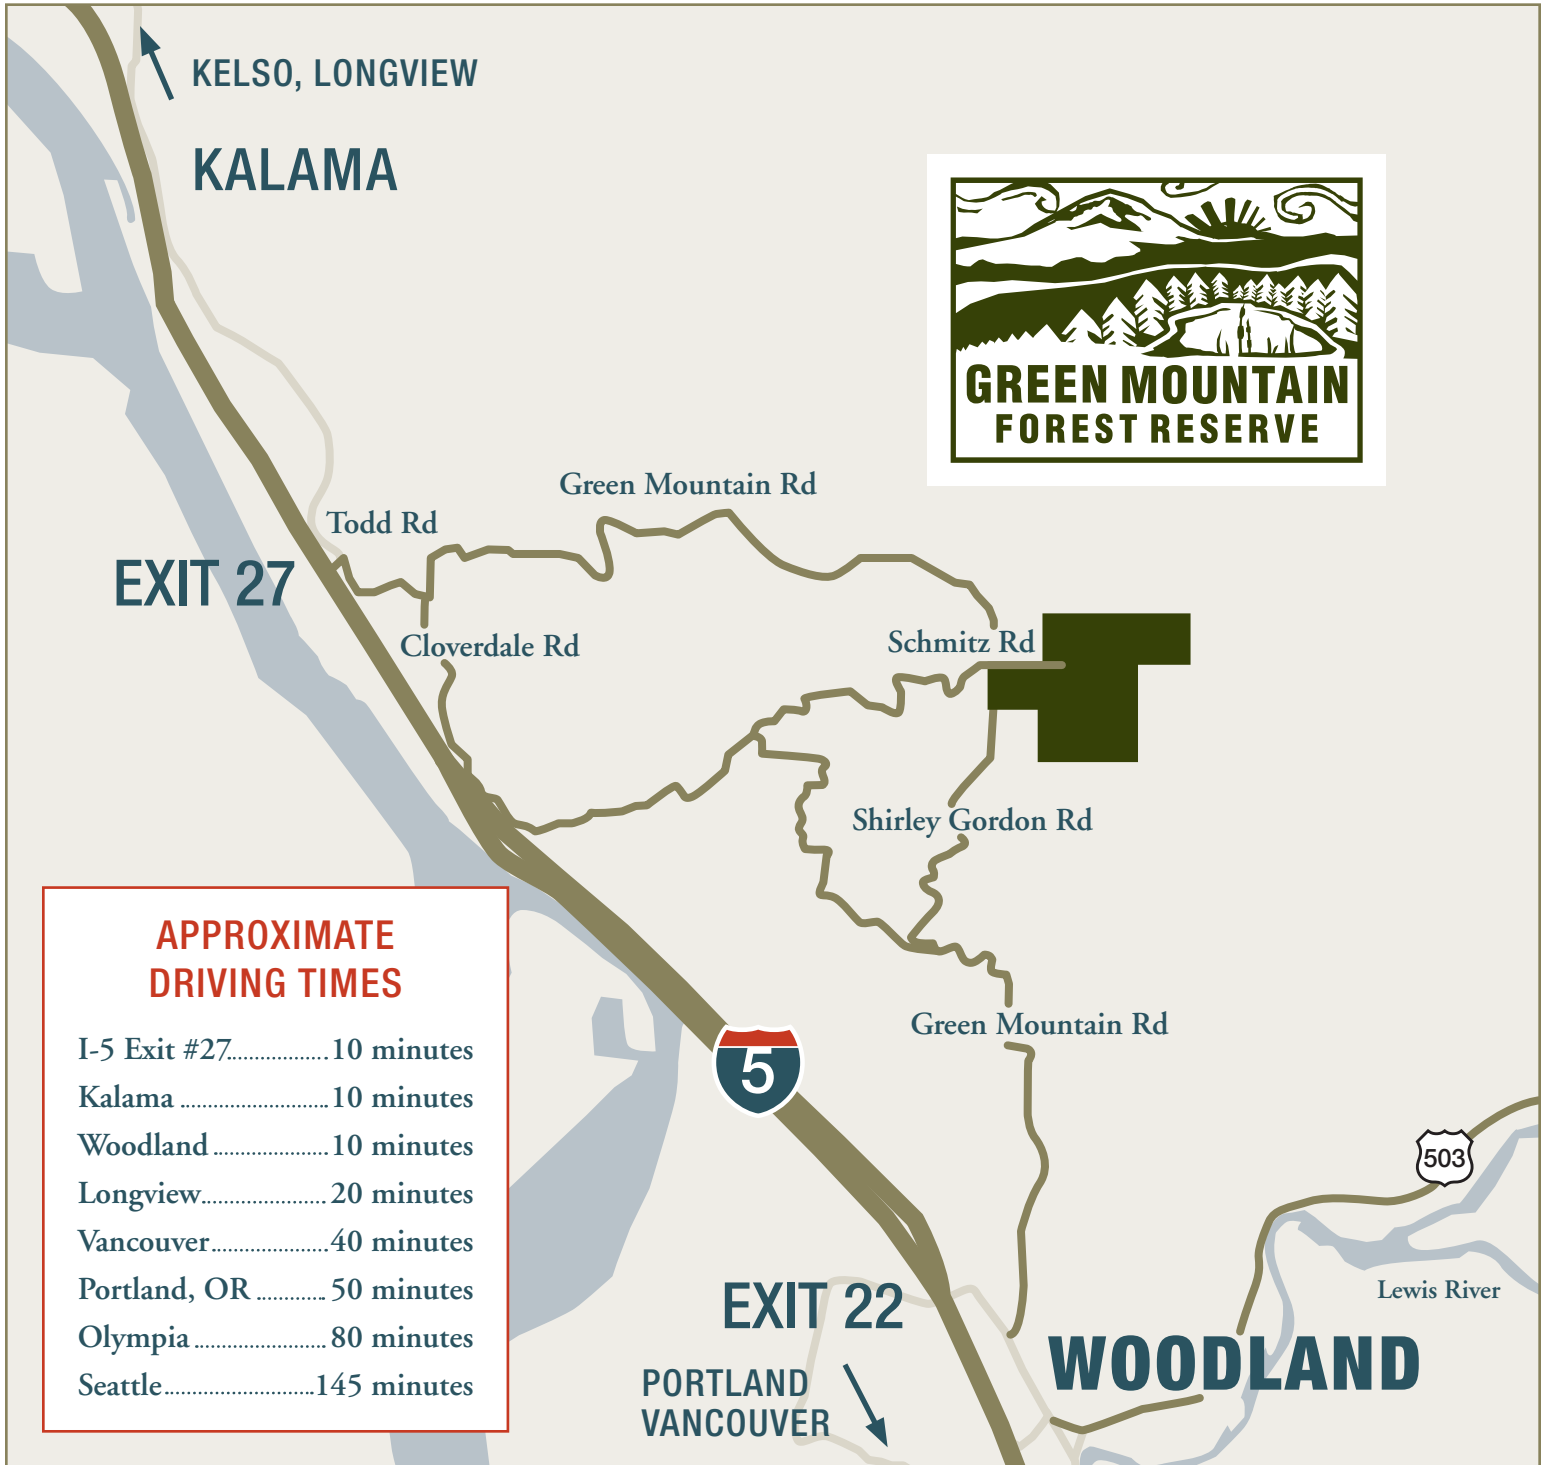 KELSO, LONGVIEW
KALAMA
GREEN MOUNTAIN
FOREST RESERVE
Green Mountain Rd
Todd Rd
EXIT 27
Cloverdale Rd
Schmitz Rd
Shirley Gordon Rd
APPROXIMATE
DRIVING TIMES
I-5 Exit #27....................10 minutes
Kalama ..........................10 minutes
Woodland .....................10 minutes
Longview......................20 minutes
Vancouver.....................40 minutes
Portland, OR .............50 minutes
Olympia ........................80 minutes
Seattle...........................145 minutes
Green Mountain Rd
5
503
Lewis River
EXIT 22
WOODLAND
PORTLAND
VANCOUVER